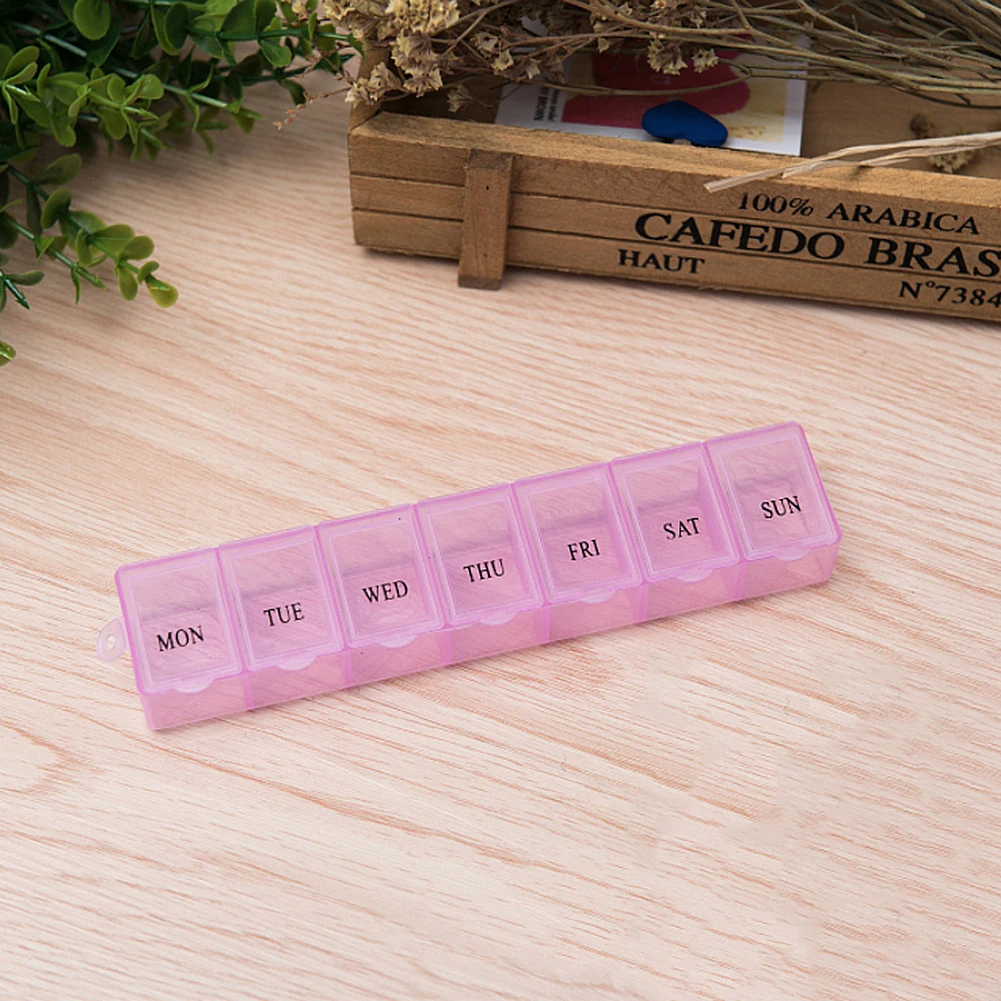 100% ARABICA
CAFEDO BRAS
HAUT
N°7384
MON TUE WED THU FRI SAT SUN